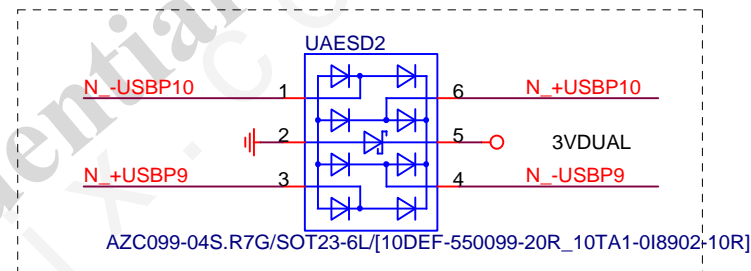 UAESD2
N_-USBP10 1 6 N_+USBP10
2 5 3VDUAL
N_+USBP9 3 4 N_-USBP9
AZC099-04S.R7G/SOT23-6L/[10DEF-550099-20R_10TA1-0I8902-10R]